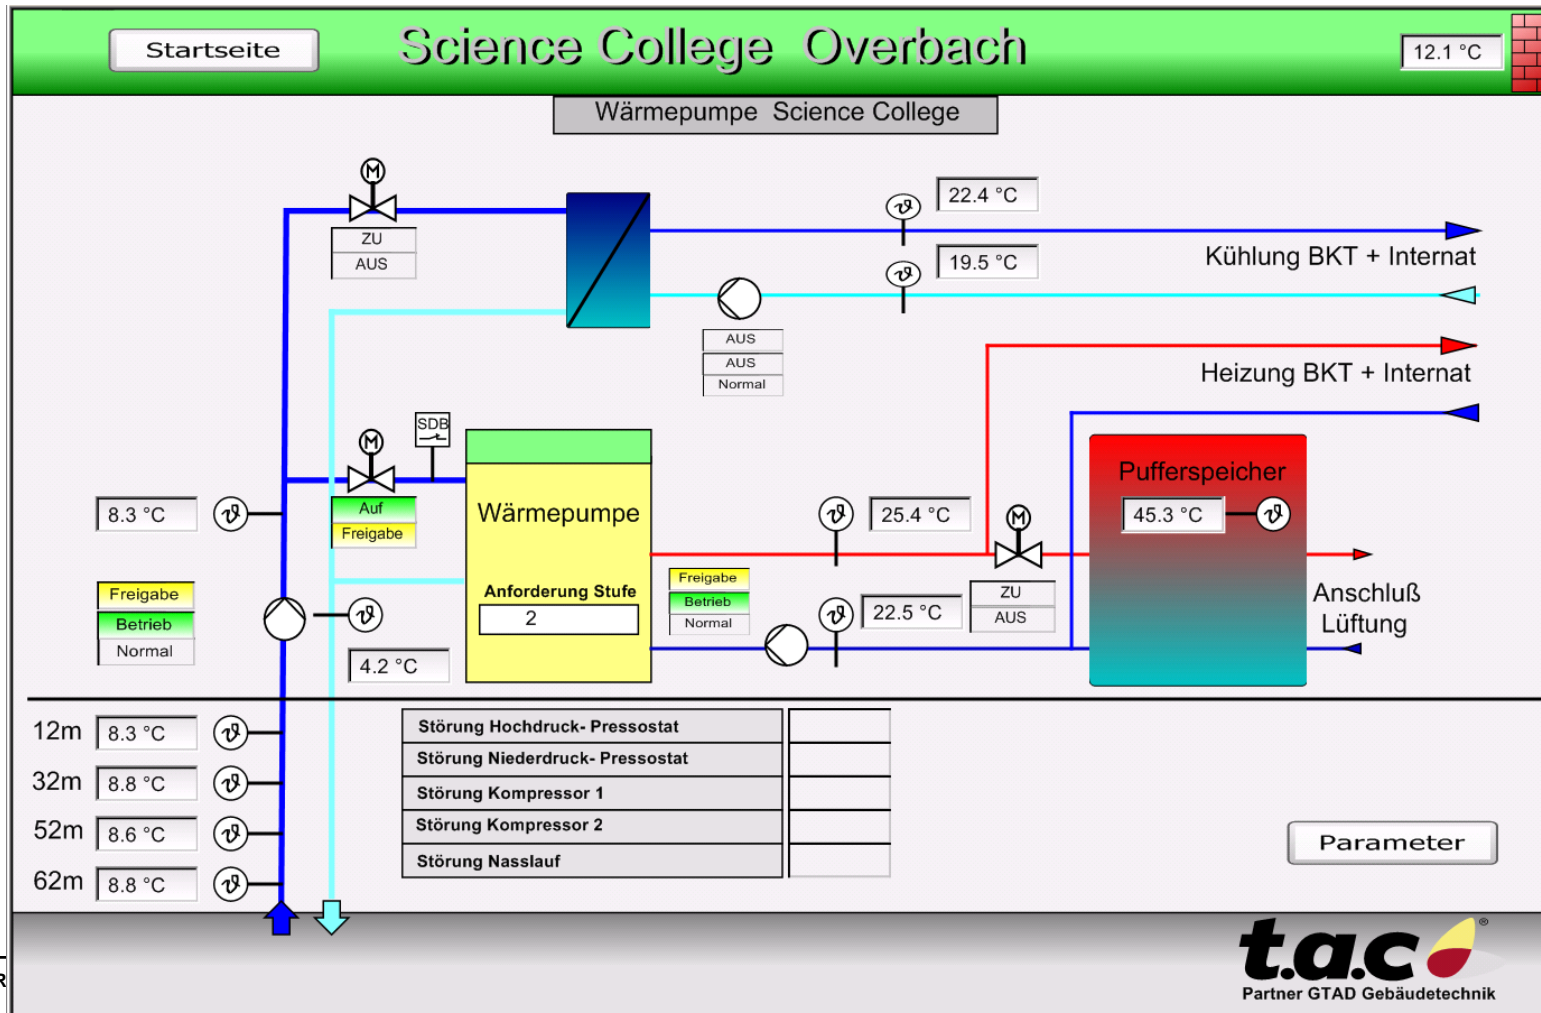 Startseite
Science College Overbach
12.1 °C
Wärmepumpe Science College
M
ZU
AUS
22.4 °C
19.5 °C
Kühlung BKT + Internat
AUS
AUS
Normal
Heizung BKT + Internat
SDB
M
8.3 °C
Auf
Freigabe
Wärmepumpe
Anforderung Stufe
2
25.4 °C
M
Pufferspeicher
45.3 °C
Freigabe
Betrieb
Normal
4.2 °C
Freigabe
Betrieb
Normal
22.5 °C
ZU
AUS
Anschluß
Lüftung
12m 8.3 °C
32m 8.8 °C
52m 8.6 °C
62m 8.8 °C
Störung Hochdruck- Pressostat
Störung Niederdruck- Pressostat
Störung Kompressor 1
Störung Kompressor 2
Störung Nasslauf
Parameter
t.a.c ®
Partner GTAD Gebäudetechnik